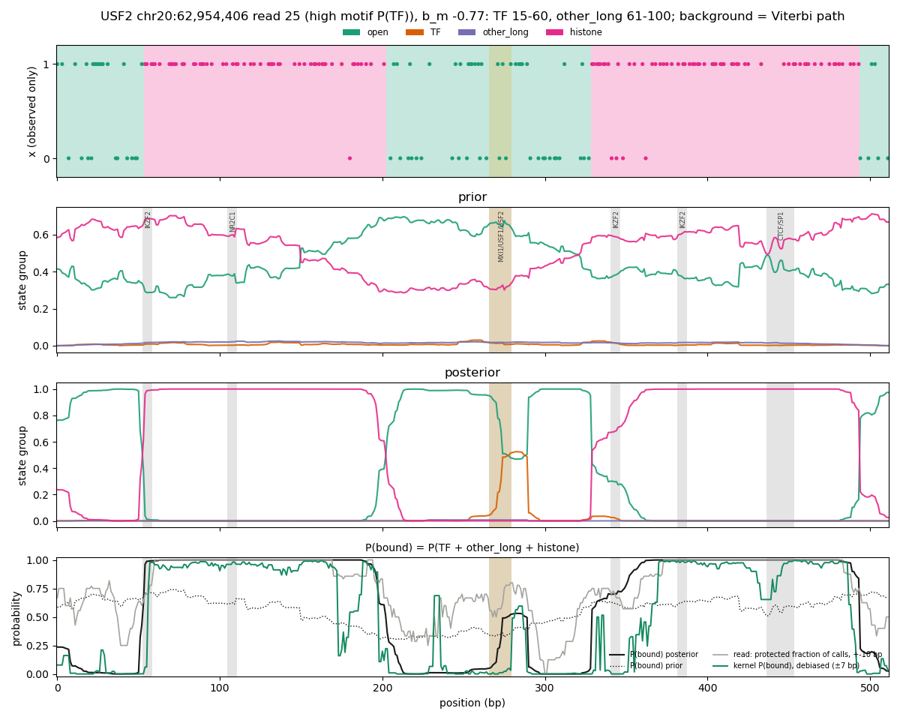 USF2 chr20:62,954,406 read 25 (high motif P(TF)), b_m -0.77: TF 15-60, other_long 61-100; background = Viterbi path
open TF other_long histone
x (observed only)
1
0
prior
state group
0.6
0.4
0.2
0.0
IKZF2
NR2C1
IKZF2
IKZF2
CTCF/SP1
posterior
state group
1.0
0.8
0.6
0.4
0.2
0.0
P(bound) = P(TF + other_long + histone)
probability
1.00
0.75
0.50
0.25
0.00
P(bound) posterior
P(bound) prior
read: protected fraction of calls, +-10 bp
kernel P(bound), debiased (±7 bp)
0 100 200 300 400 500
position (bp)